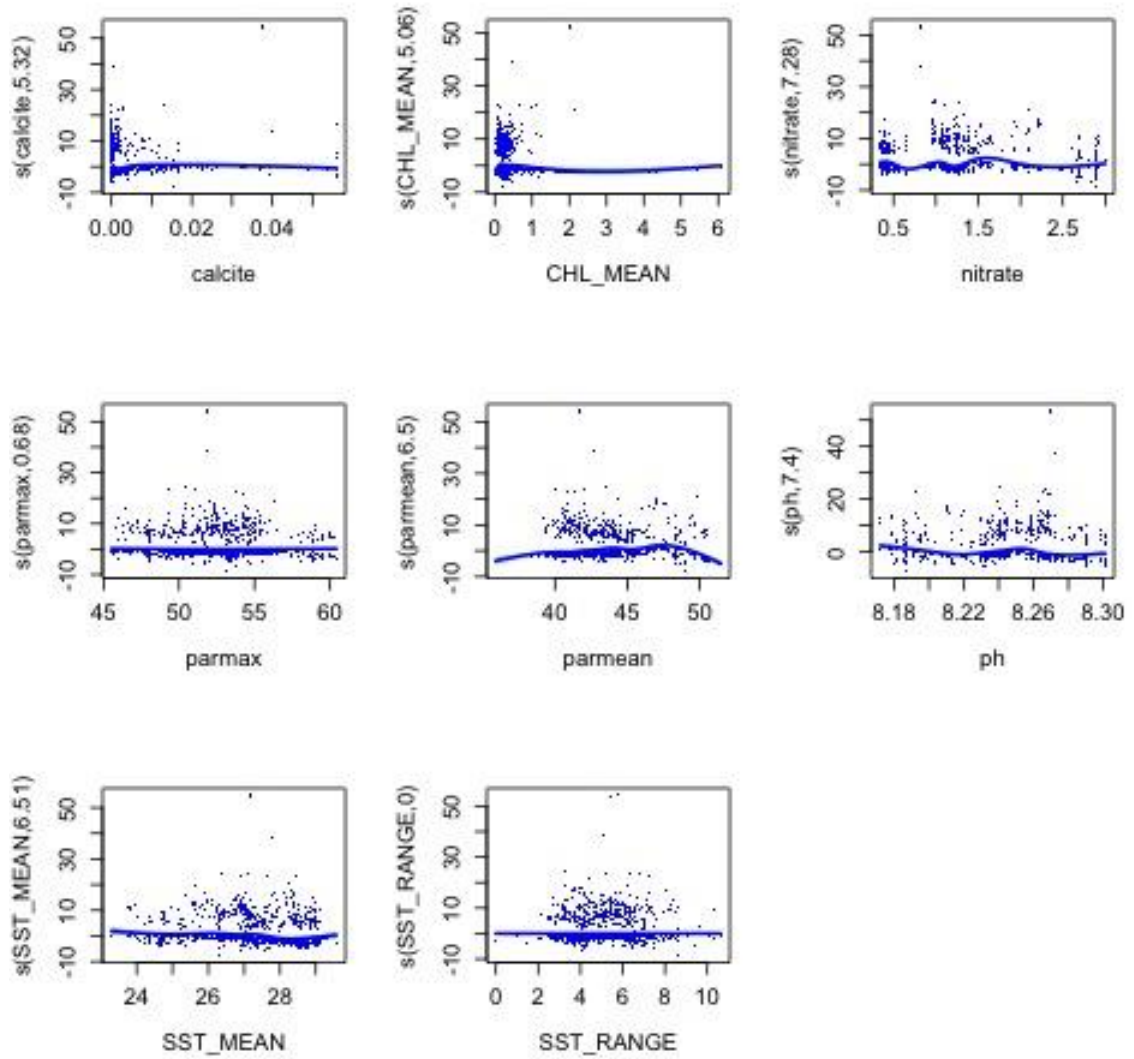 s(calcite,5.32)
50
30
10
-10
0.00 0.02 0.04
calcite
s(CHL_MEAN,5.06)
50
30
10
-10
0 1 2 3 4 5 6
CHL_MEAN
s(nitrate,7.28)
50
30
10
-10
0.5 1.5 2.5
nitrate
s(parmax,0.68)
50
30
10
-10
45 50 55 60
parmax
s(parmean,6.5)
50
30
10
-10
40 45 50
parmean
s(ph,7.4)
40
20
0
8.18 8.22 8.26 8.30
ph
s(SST_MEAN,6.51)
50
30
10
-10
24 26 28
SST_MEAN
s(SST_RANGE,0)
50
30
10
-10
0 2 4 6 8 10
SST_RANGE